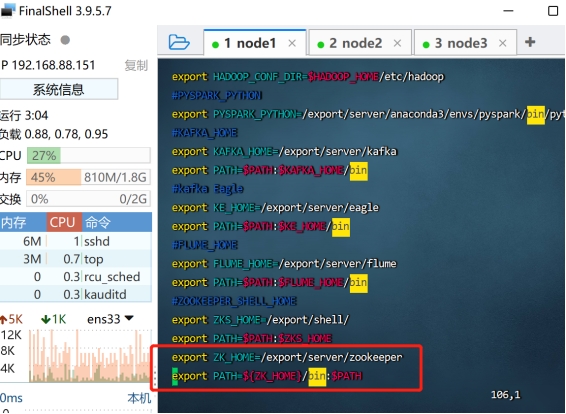 FinalShell 3.9.5.7
同步状态
IP 192.168.88.151 复制
系统信息
运行 3:04
负载 0.88, 0.78, 0.95
CPU 27%
内存 45% 810M/1.8G
交换 0% 0/2G
内存 CPU 命令
6M 1 sshd
3M 0.7 top
0 0.3 rcu_sched
0 0.3 kauditd
5K 1K ens33
12K
8K
4K
0ms 本机
1 node1 × 2 node2 × 3 node3 × +
export HADOOP_CONF_DIR=$HADOOP_HOME/etc/hadoop
#PYSPARK_PYTHON
export PYSPARK_PYTHON=/export/server/anaconda3/envs/pyspark/bin/pyt
#KAFKA_HOME
export KAFKA_HOME=/export/server/kafka
export PATH=$PATH:$KAFKA_HOME/bin
#kafka Eagle
export KE_HOME=/export/server/eagle
export PATH=$PATH:$KE_HOME/bin
#FLUME_HOME
export FLUME_HOME=/export/server/flume
export PATH=$PATH:$FLUME_HOME/bin
#ZOOKEEPER_SHELL_HOME
export ZKS_HOME=/export/shell/
export PATH=$PATH:$ZKS_HOME
export ZK_HOME=/export/server/zookeeper
export PATH=${ZK_HOME}/bin:$PATH
106,1